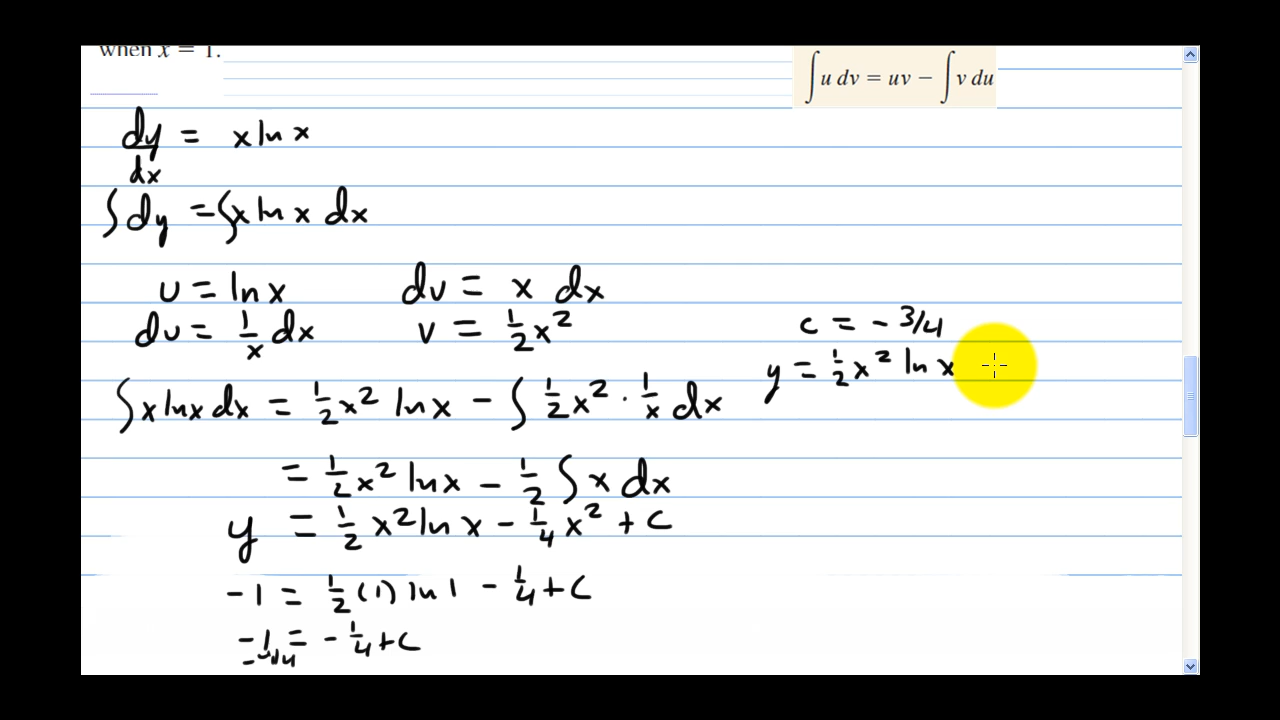 when x = 1.
∫ u dv = uv − ∫ v du
dy/dx = x ln x
∫ dy = ∫ x ln x dx
u = ln x dv = x dx
du = 1/x dx v = 1/2 x²
∫ x ln x dx = 1/2 x² ln x − ∫ 1/2 x² · 1/x dx
= 1/2 x² ln x − 1/2 ∫ x dx
y = 1/2 x² ln x − 1/4 x² + C
-1 = 1/2 (1) ln 1 − 1/4 + C
-1 = − 1/4 + C
c = − 3/4
y = 1/2 x² ln x